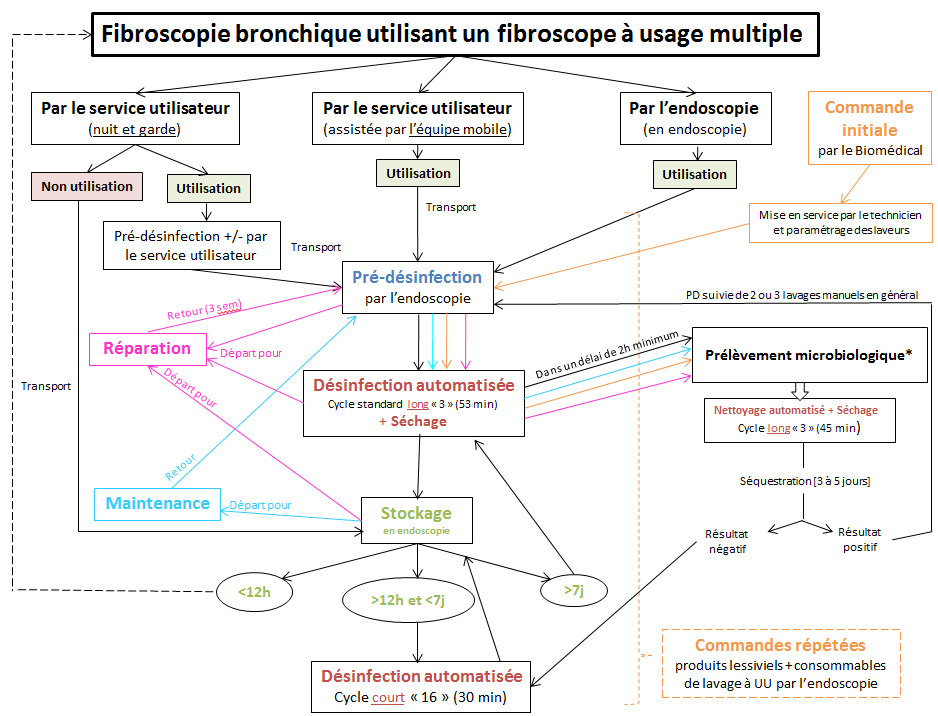 Fibroscopie bronchique utilisant un fibroscope à usage multiple
Par le service utilisateur
(nuit et garde)
Par le service utilisateur
(assistée par l'équipe mobile)
Par l'endoscopie
(en endoscopie)
Commande
initiale
par le Biomédical
Non utilisation
Utilisation
Utilisation
Utilisation
Transport
Mise en service par le technicien
et paramétrage des laveurs
Pré-désinfection +/- par
le service utilisateur
Transport
Pré-désinfection
par l'endoscopie
PD suivie de 2 ou 3 lavages manuels en général
Retour (3 sem)
Réparation
Départ pour
Dans un délai de 2h minimum
Prélèvement microbiologique*
Transport
Départ pour
Désinfection automatisée
Cycle standard long « 3 » (53 min)
+ Séchage
Nettoyage automatisé + Séchage
Cycle long « 3 » (45 min)
Retour
Séquestration [3 à 5 jours]
Maintenance
Départ pour
Stockage
en endoscopie
Résultat
négatif
Résultat
positif
<12h
>12h et <7j
>7j
Commandes répétées
produits lessiviels + consommables
de lavage à UU par l'endoscopie
Désinfection automatisée
Cycle court « 16 » (30 min)